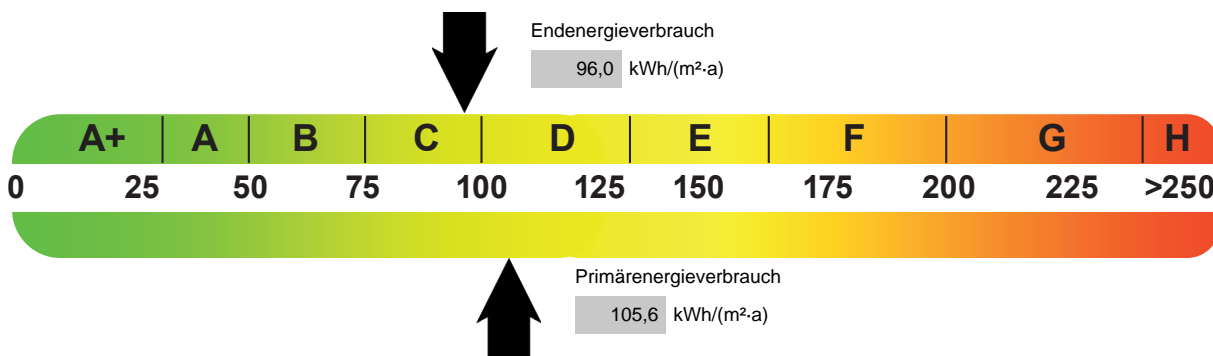 Endenergieverbrauch
96,0 kWh/(m²·a)
A+ A B C D E F G H
0 25 50 75 100 125 150 175 200 225 >250
Primärenergieverbrauch
105,6 kWh/(m²·a)